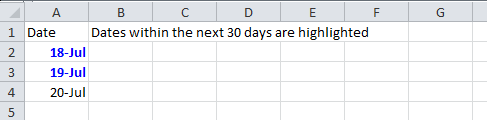 A B C D E F G
1 Date Dates within the next 30 days are highlighted
2 18-Jul
3 19-Jul
4 20-Jul
5